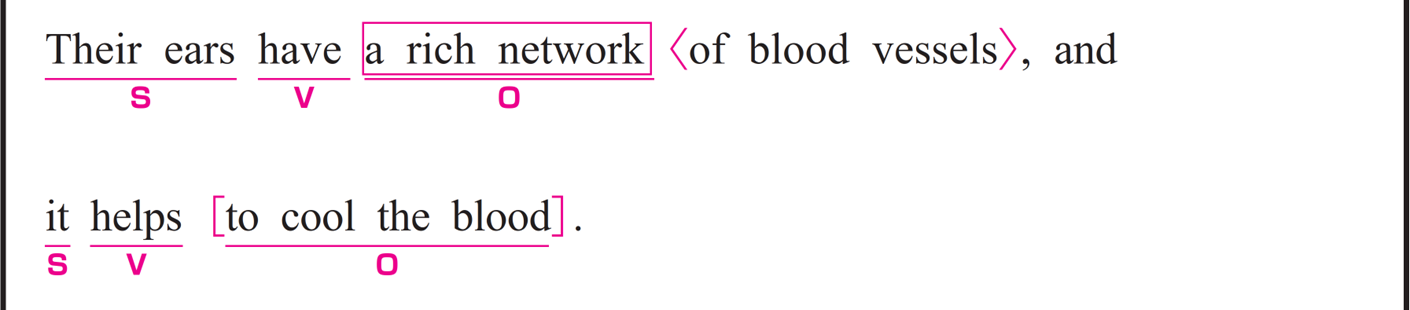 Their ears have a rich network 〈of blood vessels〉, and
S V O
it helps [to cool the blood].
S V O